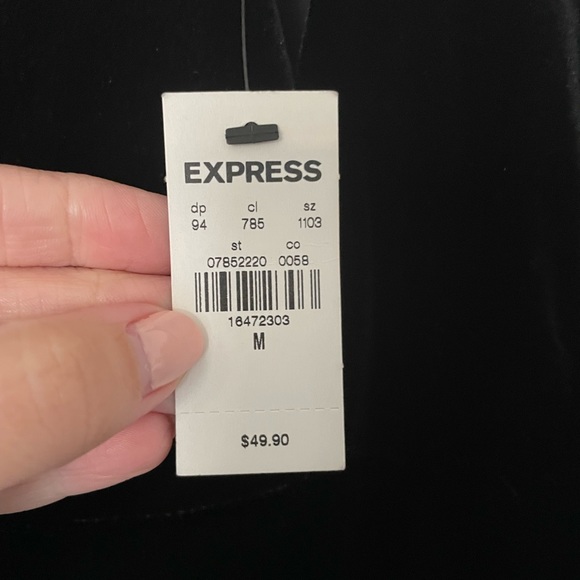 EXPRESS
dp cl sz
94 785 1103
st co
07852220 0058
16472303
M
$49.90